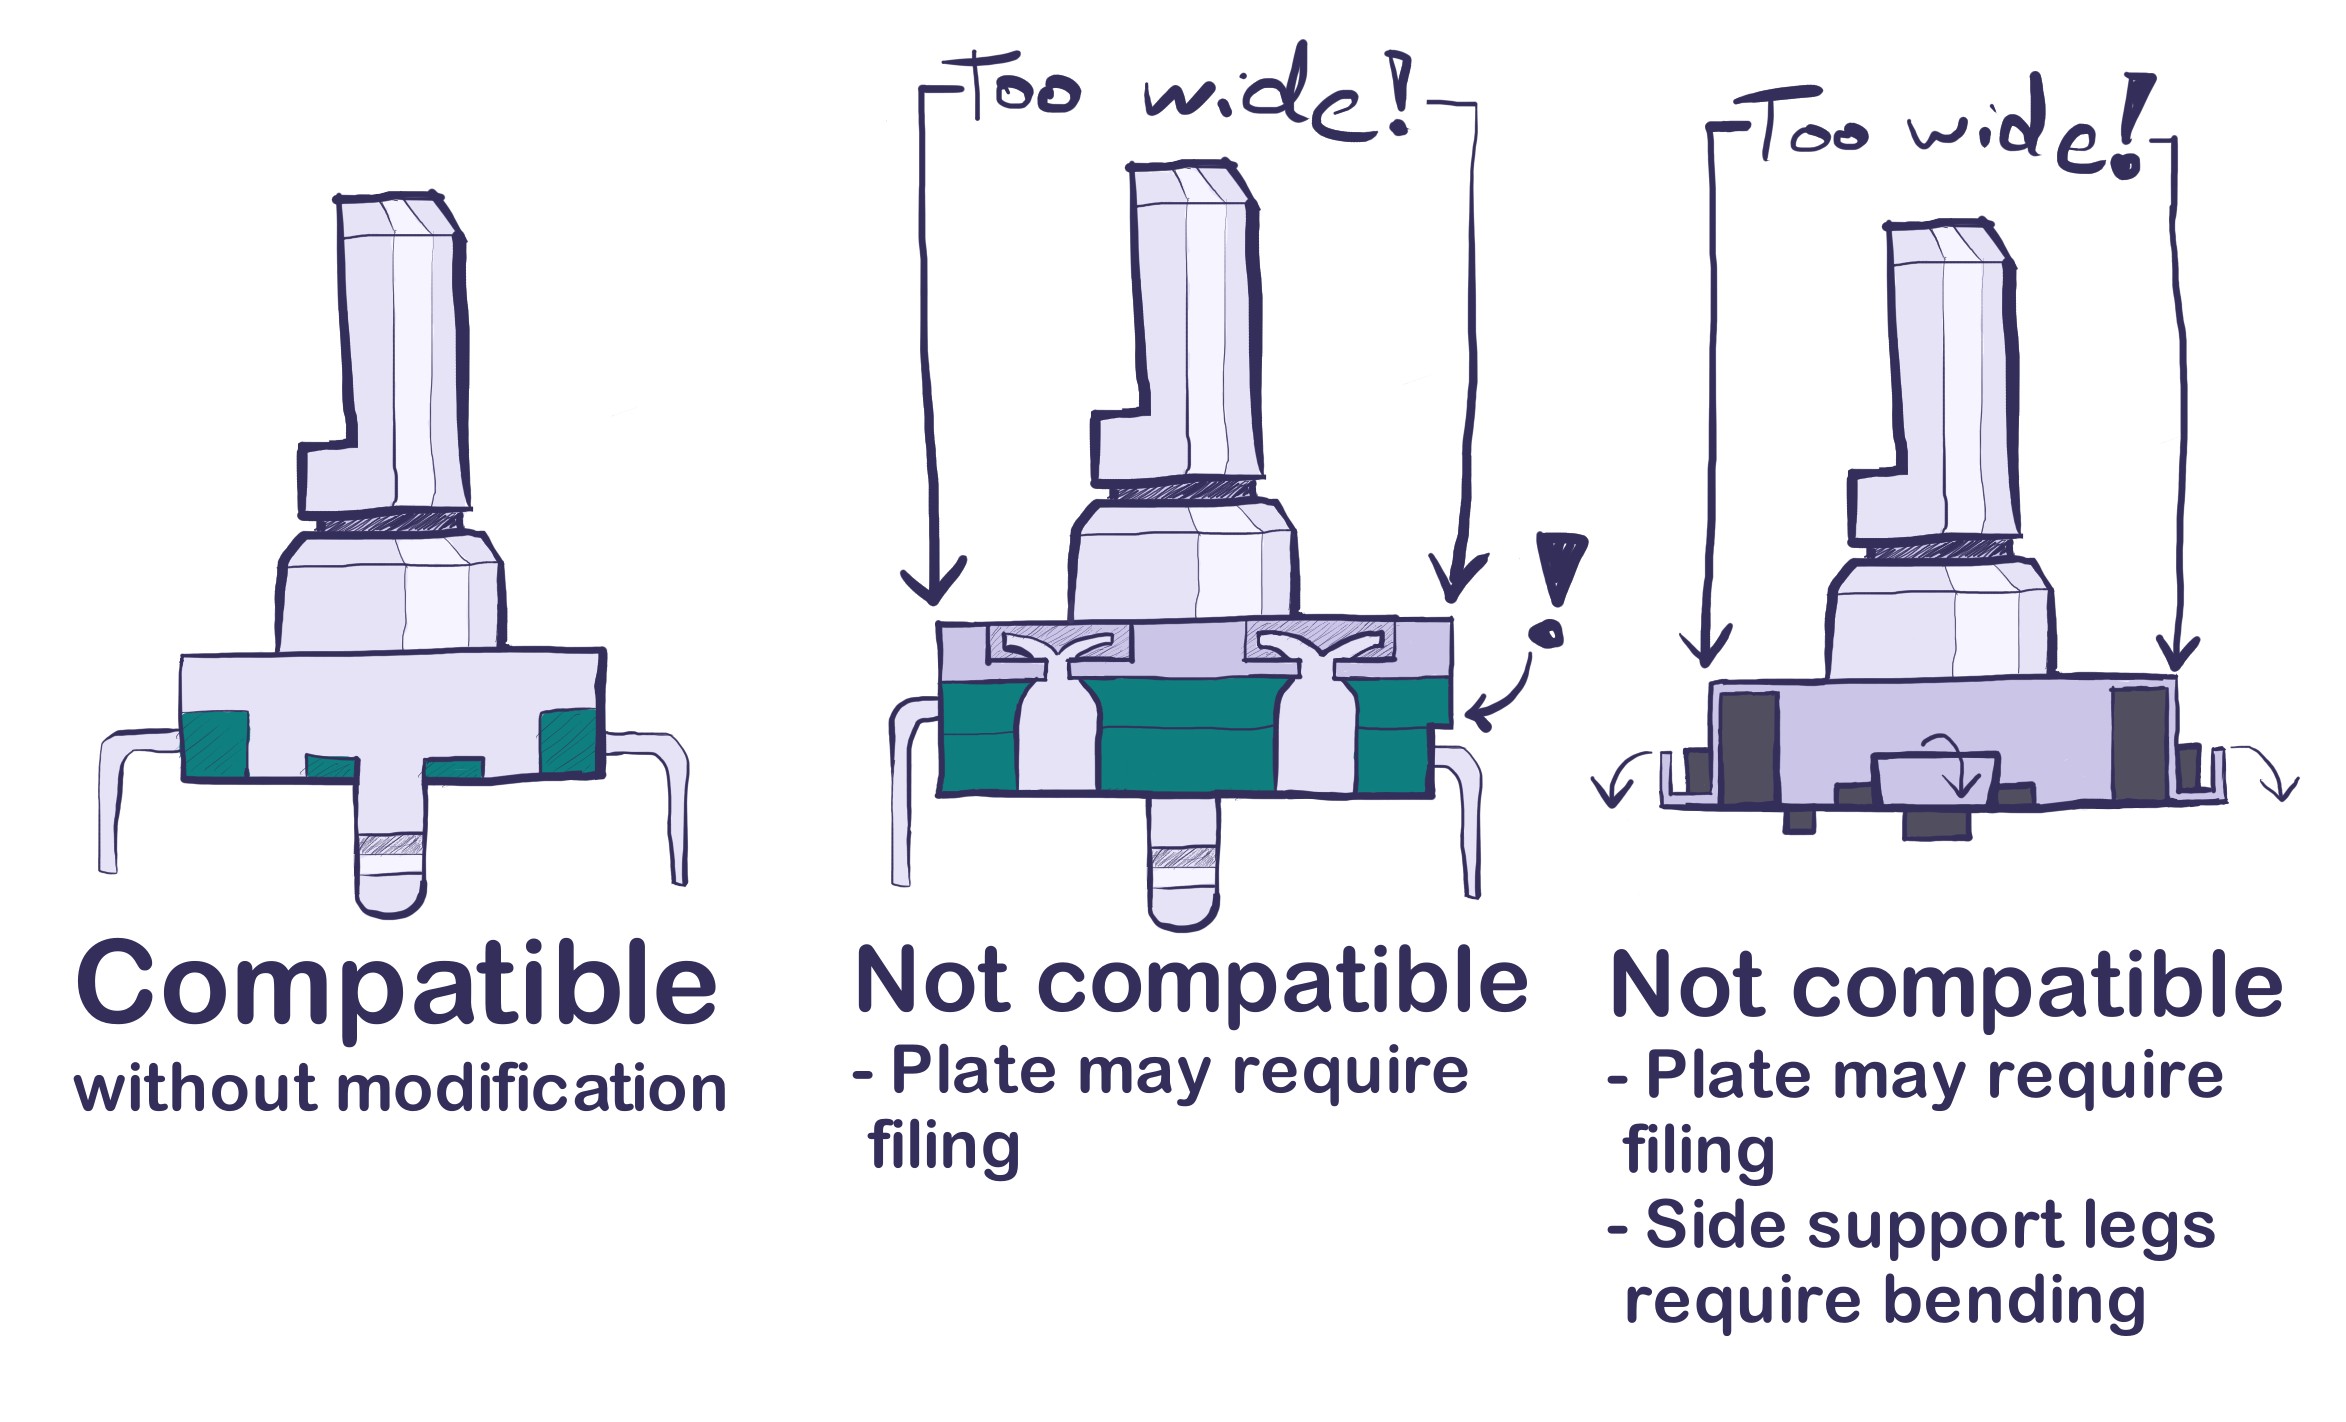 Too wide!
Too wide!
!
Compatible
without modification
Not compatible
- Plate may require
filing
Not compatible
- Plate may require
filing
- Side support legs
require bending